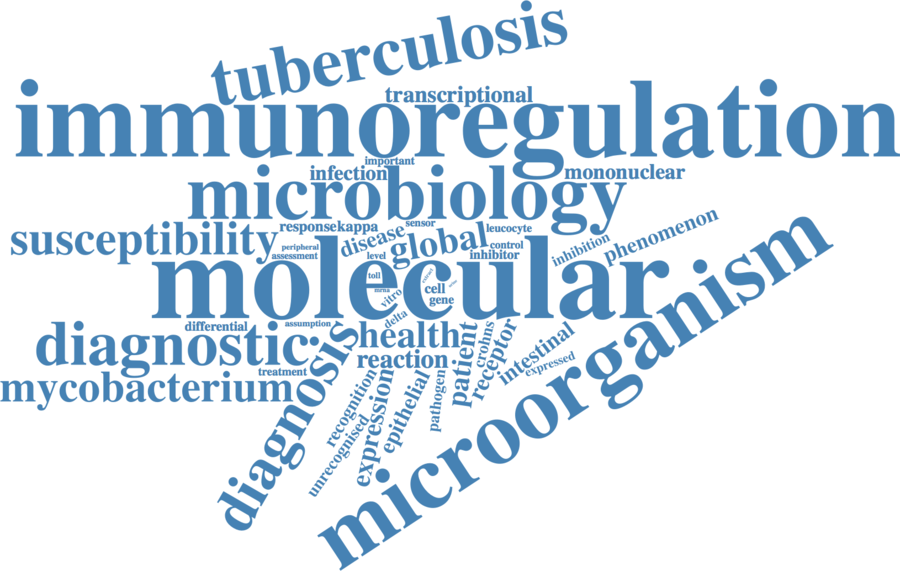 tuberculosis
immunoregulation
transcriptional
important
infection
mononuclear
microbiology
susceptibility
responsekappa
sensor
leucocyte
disease
global
control
peripheral
assessment
level
inhibitor
inhibition
phenomenon
molecular
toll
cell
mrna
vitro
gene
delta
microorganism
differential
assumption
diagnostic
health
reaction
treatment
mycobacterium
diagnosis
recognition
unrecognised
expression
epithelial
pathogen
patient
crohns
receptor
intestinal
expressed